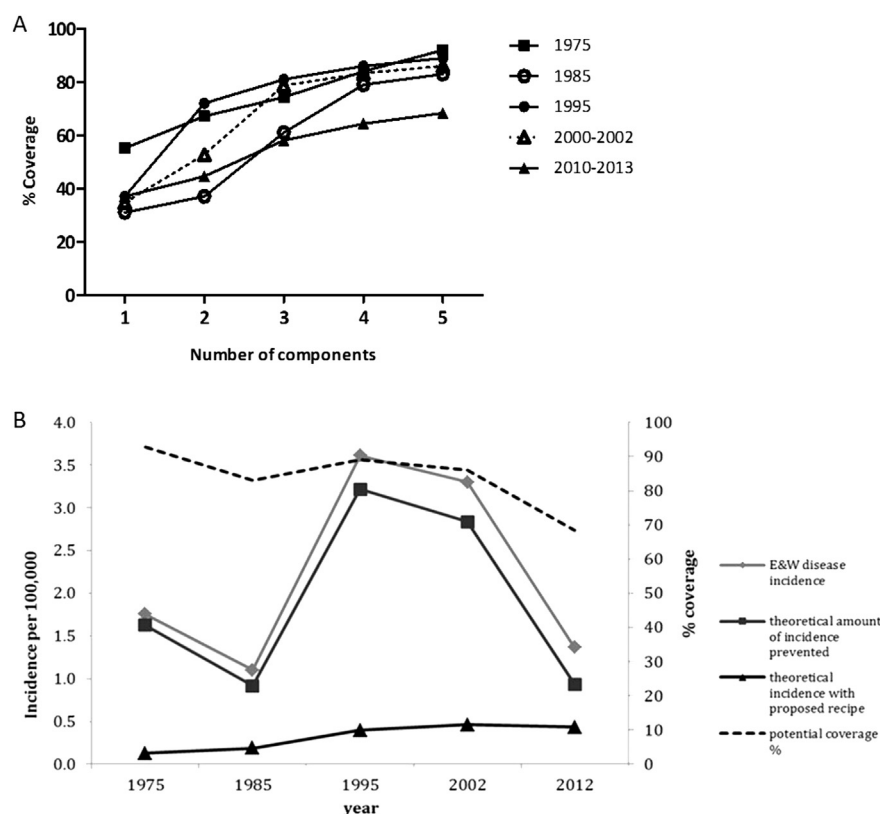 A
100
80
60
40
20
0
% Coverage
1 2 3 4 5
Number of components
1975
1985
1995
2000-2002
2010-2013
B
4.0
3.5
3.0
2.5
2.0
1.5
1.0
0.5
0.0
Incidence per 100,000
1975 1985 1995 2002 2012
year
100
90
80
70
60
50
40
30
20
10
0
% coverage
E&W disease
incidence
theoretical amount
of incidence
prevented
theoretical
incidence with
proposed recipe
potential coverage
%